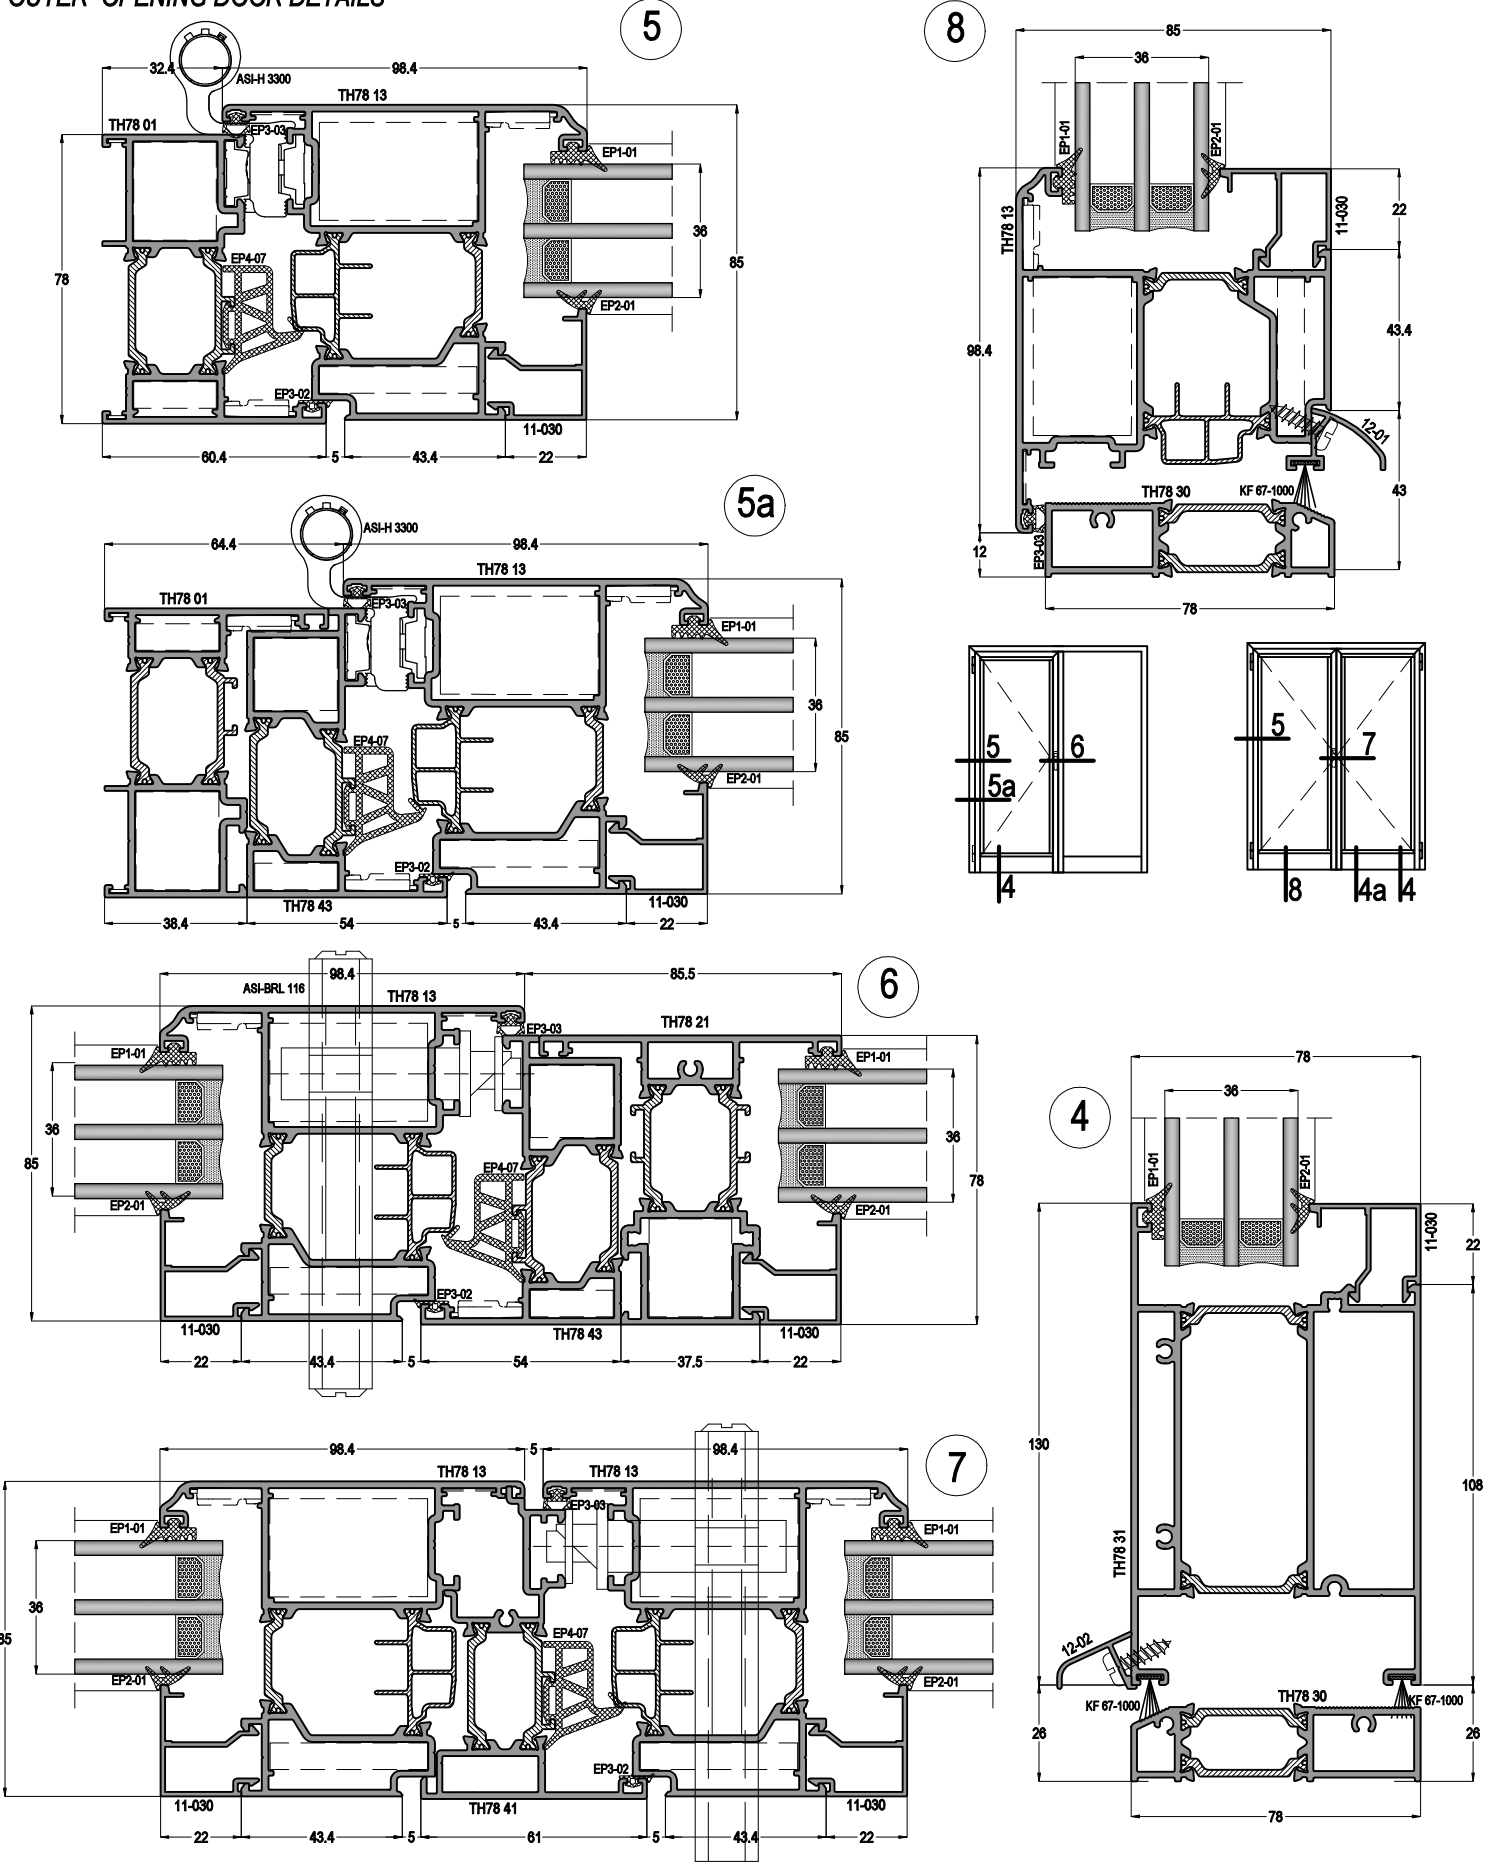 OUTER OPENING DOOR DETAILS
5
32.4
98.4
ASI-H 3300
TH78 13
TH78 01
EP3-03
EP1-01
36
78
85
EP4-07
EP2-01
EP3-02
11-030
60.4
5
43.4
22
5a
ASI-H 3300
64.4
98.4
TH78 13
TH78 01
EP3-03
EP1-01
36
85
EP4-07
EP2-01
EP3-02
TH78 43
11-030
38.4
54
5
43.4
22
6
98.4
85.5
ASI-BRL 116
TH78 13
EP3-03
TH78 21
EP1-01
EP1-01
36
36
85
78
EP4-07
EP2-01
EP2-01
EP3-02
11-030
TH78 43
11-030
22
43.4
5
54
37.5
22
7
98.4
5
98.4
TH78 13
TH78 13
EP3-03
EP1-01
EP1-01
36
36
85
EP4-07
EP2-01
EP2-01
EP3-02
11-030
TH78 41
11-030
22
43.4
5
61
5
43.4
22
8
85
36
EP1-01
EP2-01
TH78 13
11-030
22
98.4
43.4
12-01
TH78 30
KF 67-1000
43
12
EP3-03
78
5
6
5a
4
5
7
8
4a
4
4
78
36
EP1-01
EP2-01
11-030
22
130
108
TH78 31
12-02
KF 67-1000
TH78 30
KF 67-1000
26
26
78